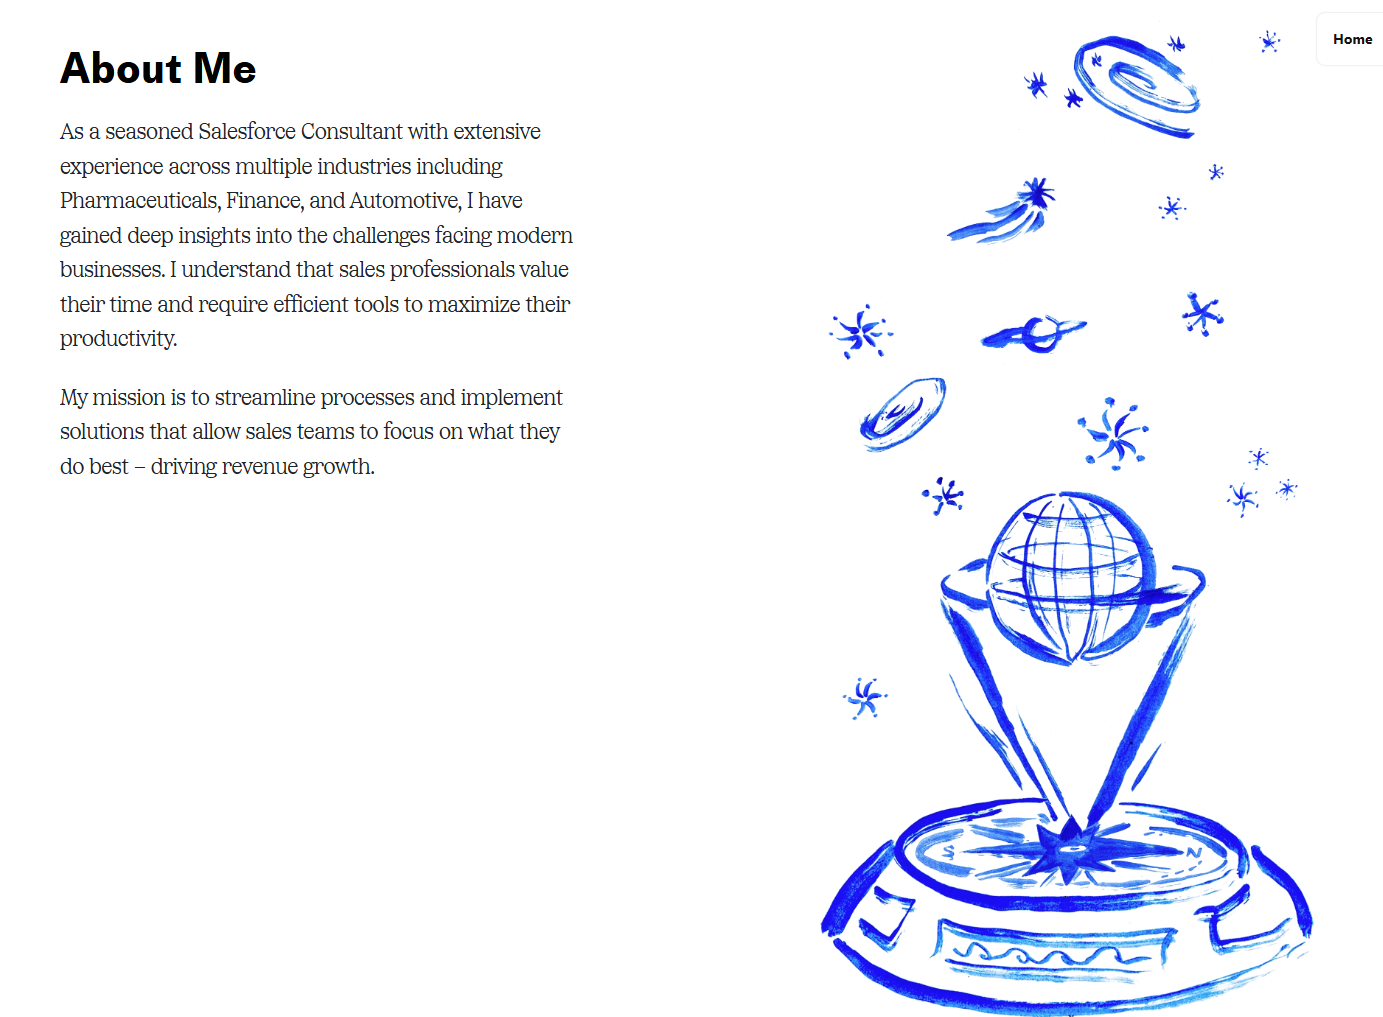 Home
About Me
As a seasoned Salesforce Consultant with extensive
experience across multiple industries including
Pharmaceuticals, Finance, and Automotive, I have
gained deep insights into the challenges facing modern
businesses. I understand that sales professionals value
their time and require efficient tools to maximize their
productivity.
My mission is to streamline processes and implement
solutions that allow sales teams to focus on what they
do best – driving revenue growth.
S N